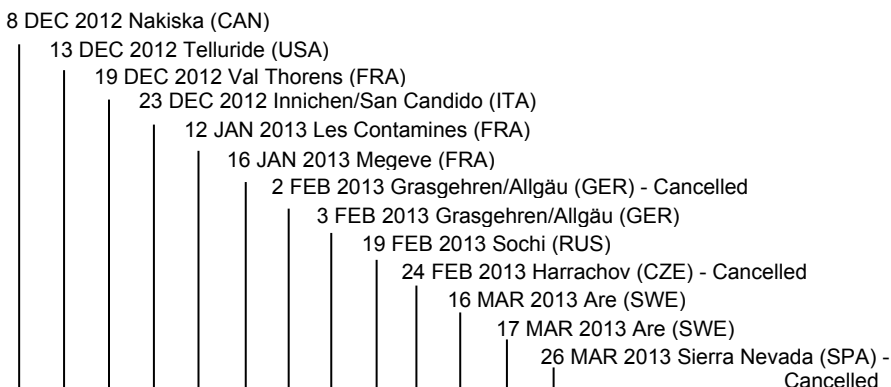 8 DEC 2012 Nakiska (CAN)
13 DEC 2012 Telluride (USA)
19 DEC 2012 Val Thorens (FRA)
23 DEC 2012 Innichen/San Candido (ITA)
12 JAN 2013 Les Contamines (FRA)
16 JAN 2013 Megeve (FRA)
2 FEB 2013 Grasgehren/Allgäu (GER) - Cancelled
3 FEB 2013 Grasgehren/Allgäu (GER)
19 FEB 2013 Sochi (RUS)
24 FEB 2013 Harrachov (CZE) - Cancelled
16 MAR 2013 Are (SWE)
17 MAR 2013 Are (SWE)
26 MAR 2013 Sierra Nevada (SPA) -
Cancelled